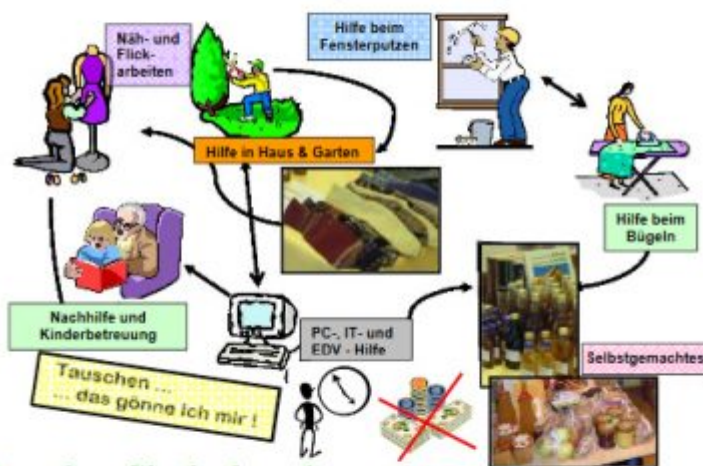 Näh- und
Flick-
arbeiten
Hilfe beim
Fensterputzen
Hilfe in Haus & Garten
Hilfe beim
Bügeln
Nachhilfe und
Kinderbetreuung
PC-, IT- und
EDV - Hilfe
Selbstgemachtes
Tauschen ...
... das gönne ich mir !